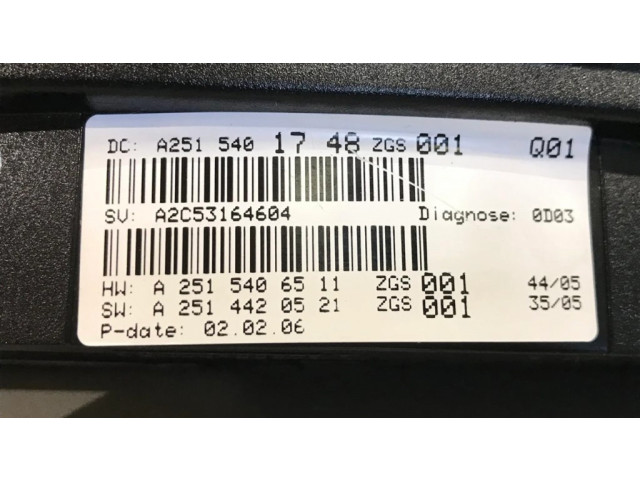 DC: A251 540 17 48 ZGS 001 Q01
SV: A2C53164604 Diagnose: 0D03
HW: A 251 540 65 11 ZGS 001 44/05
SW: A 251 442 05 21 ZGS 001 35/05
P-date: 02.02.06